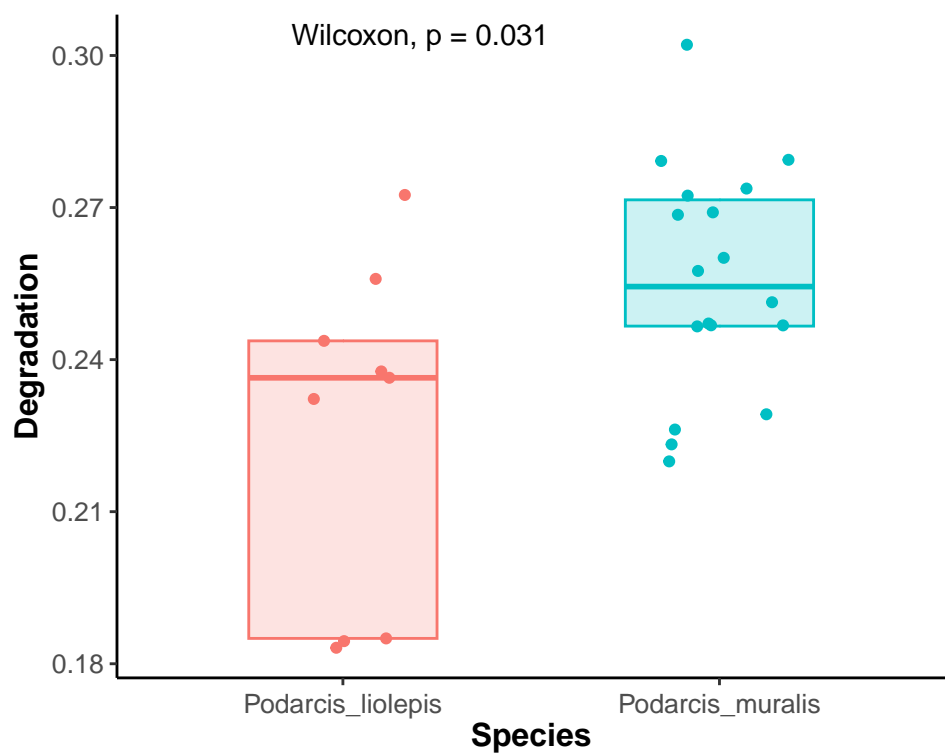 Wilcoxon, p = 0.031
0.30
0.27
0.24
0.21
0.18
Degradation
Podarcis_liolepis
Podarcis_muralis
Species